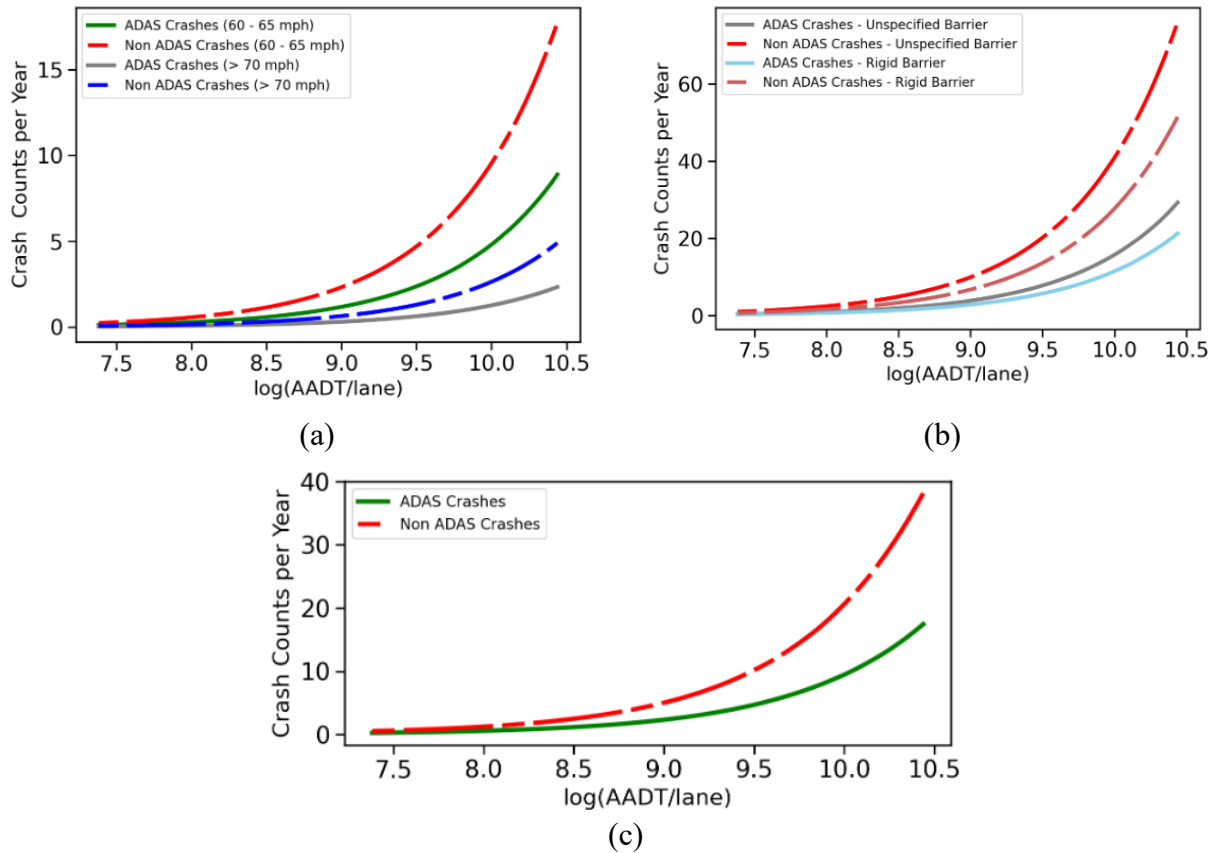 ADAS Crashes (60 - 65 mph)
Non ADAS Crashes (60 - 65 mph)
ADAS Crashes (> 70 mph)
Non ADAS Crashes (> 70 mph)
Crash Counts per Year
15
10
5
0
7.5 8.0 8.5 9.0 9.5 10.0 10.5
log(AADT/lane)
(a)
ADAS Crashes - Unspecified Barrier
Non ADAS Crashes - Unspecified Barrier
ADAS Crashes - Rigid Barrier
Non ADAS Crashes - Rigid Barrier
Crash Counts per Year
60
40
20
0
7.5 8.0 8.5 9.0 9.5 10.0 10.5
log(AADT/lane)
(b)
ADAS Crashes
Non ADAS Crashes
Crash Counts per Year
40
30
20
10
0
7.5 8.0 8.5 9.0 9.5 10.0 10.5
log(AADT/lane)
(c)